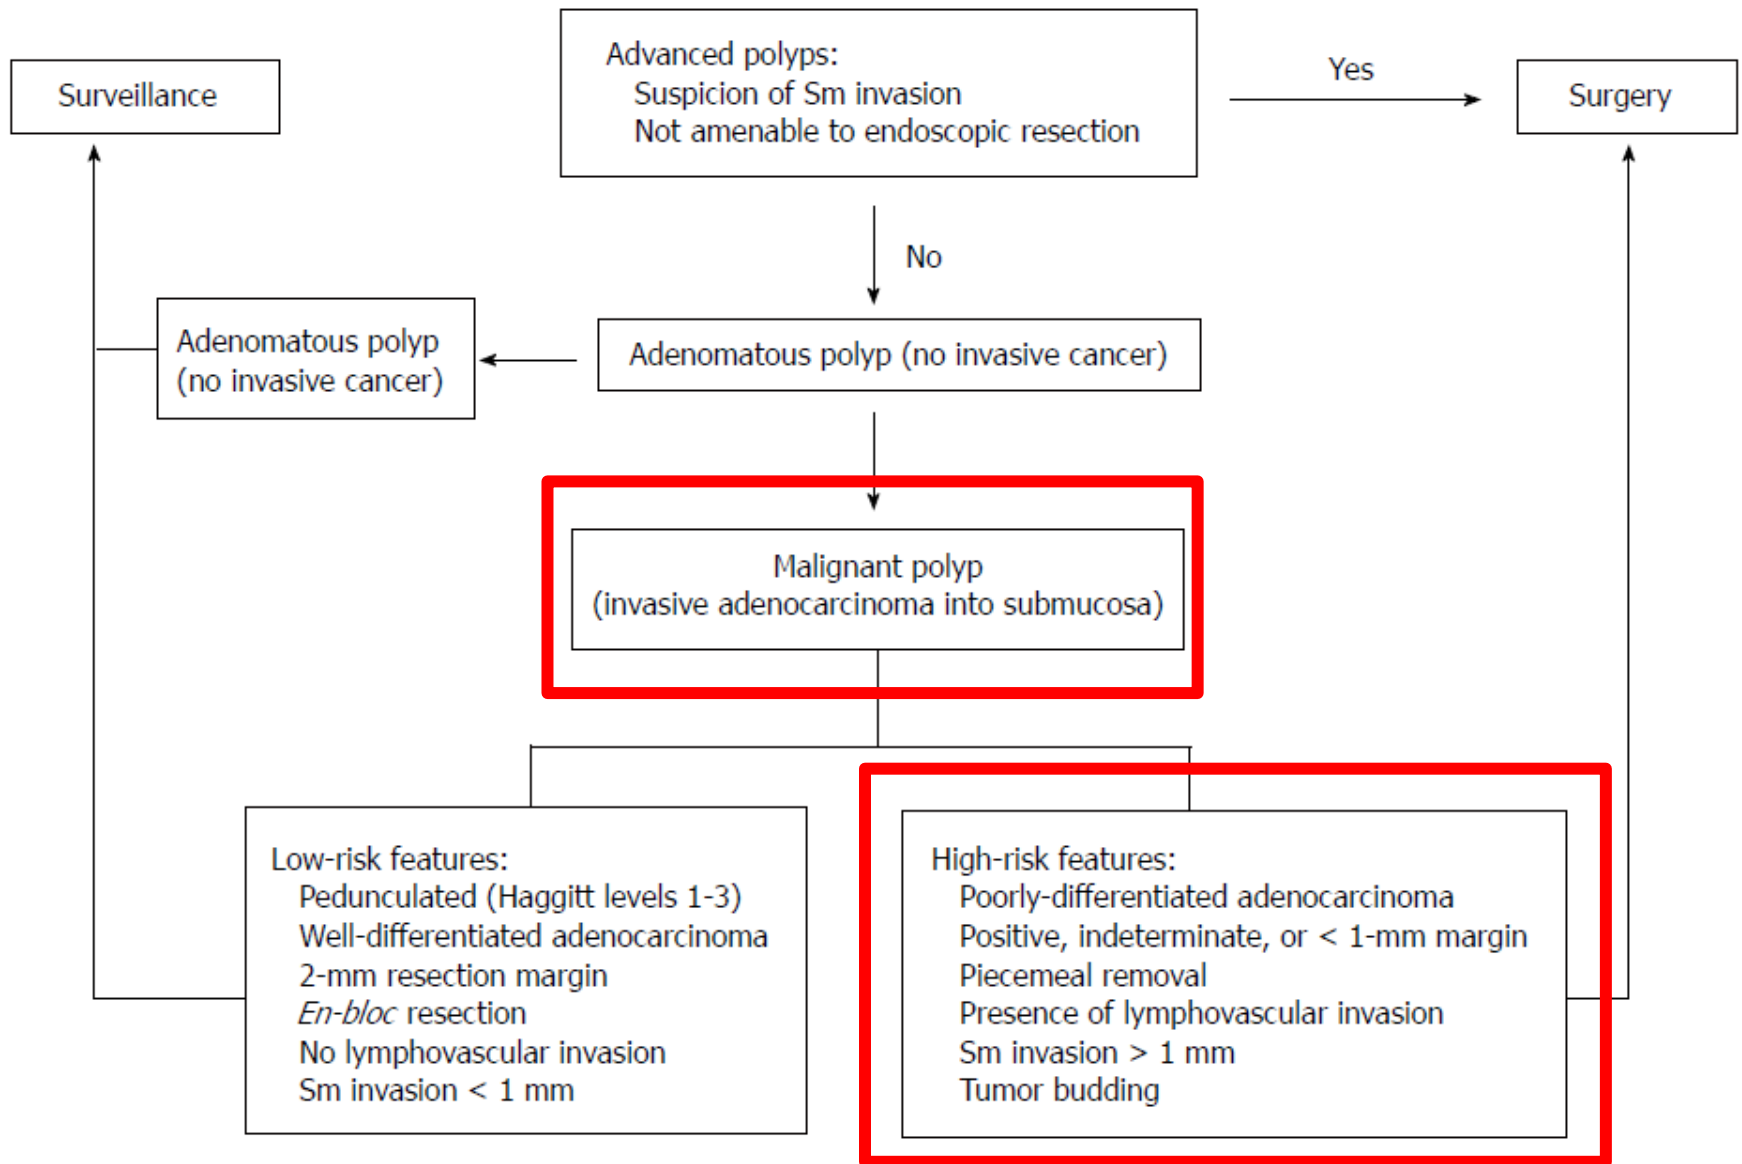 Advanced polyps:
Suspicion of Sm invasion
Not amenable to endoscopic resection
Yes
Surgery
Surveillance
No
Adenomatous polyp
(no invasive cancer)
Adenomatous polyp (no invasive cancer)
Malignant polyp
(invasive adenocarcinoma into submucosa)
Low-risk features:
Pedunculated (Haggitt levels 1-3)
Well-differentiated adenocarcinoma
2-mm resection margin
En-bloc resection
No lymphovascular invasion
Sm invasion < 1 mm
High-risk features:
Poorly-differentiated adenocarcinoma
Positive, indeterminate, or < 1-mm margin
Piecemeal removal
Presence of lymphovascular invasion
Sm invasion > 1 mm
Tumor budding